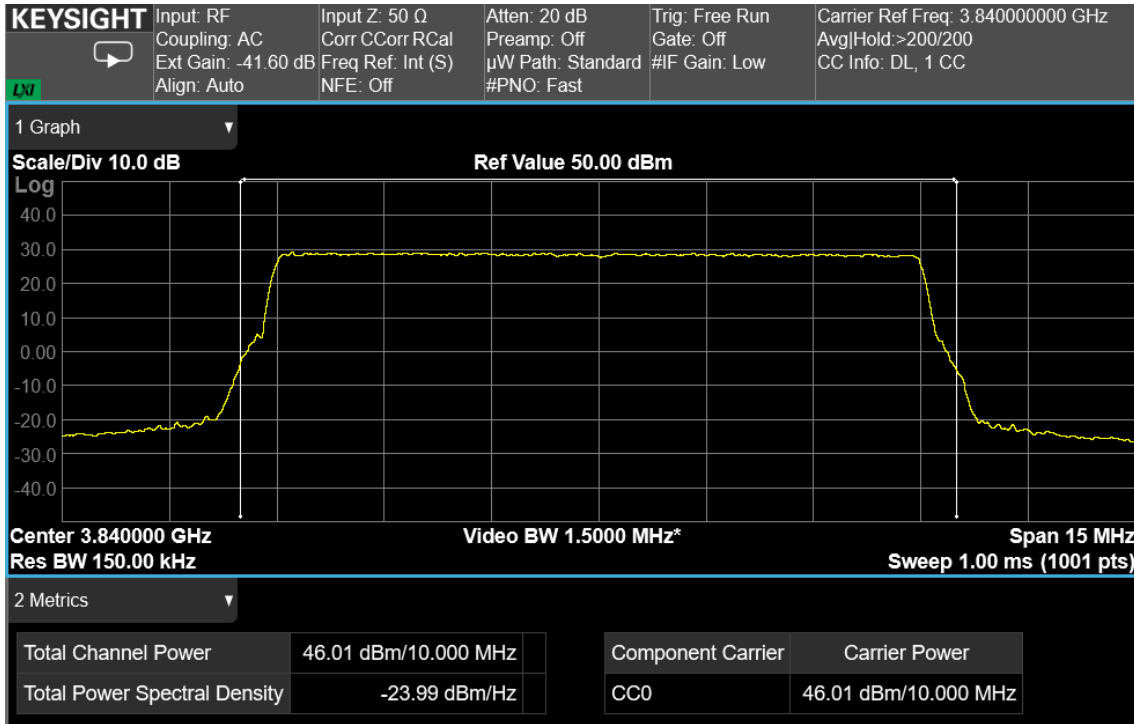 KEYSIGHT
LXI
Input: RF
Coupling: AC
Ext Gain: -41.60 dB
Align: Auto
Input Z: 50 Ω
Corr CCorr RCal
Freq Ref: Int (S)
NFE: Off
Atten: 20 dB
Preamp: Off
µW Path: Standard
#PNO: Fast
Trig: Free Run
Gate: Off
#IF Gain: Low
Carrier Ref Freq: 3.840000000 GHz
Avg|Hold:>200/200
CC Info: DL, 1 CC
1 Graph
Scale/Div 10.0 dB
Ref Value 50.00 dBm
Log
40.0
30.0
20.0
10.0
0.00
-10.0
-20.0
-30.0
-40.0
Center 3.840000 GHz
Video BW 1.5000 MHz*
Span 15 MHz
Res BW 150.00 kHz
Sweep 1.00 ms (1001 pts)
2 Metrics
Total Channel Power 46.01 dBm/10.000 MHz
Total Power Spectral Density -23.99 dBm/Hz
Component Carrier Carrier Power
CC0 46.01 dBm/10.000 MHz